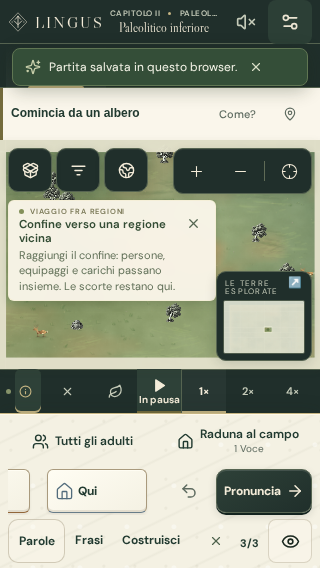 LINGUS
CAPITOLO II • PALEOL...
Paleolitico inferiore
Partita salvata in questo browser.
Comincia da un albero
Come?
VIAGGIO FRA REGIONI
Confine verso una regione
vicina
Raggiungi il confine: persone,
equipaggi e carichi passano
insieme. Le scorte restano qui.
LE TERRE
ESPLORATE
In pausa
1×
2×
4×
Tutti gli adulti
Raduna al campo
1 Voce
Qui
Pronuncia
Parole
Frasi
Costruisci
3/3